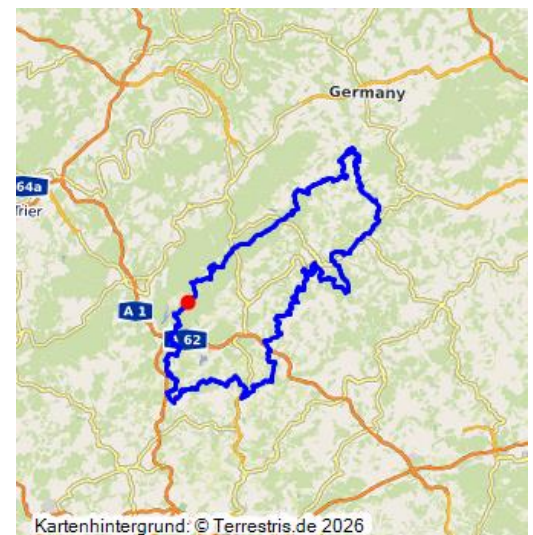 Germany
64a
Trier
A 1
A 62
Kartenhintergrund: © Terrestris.de 2026